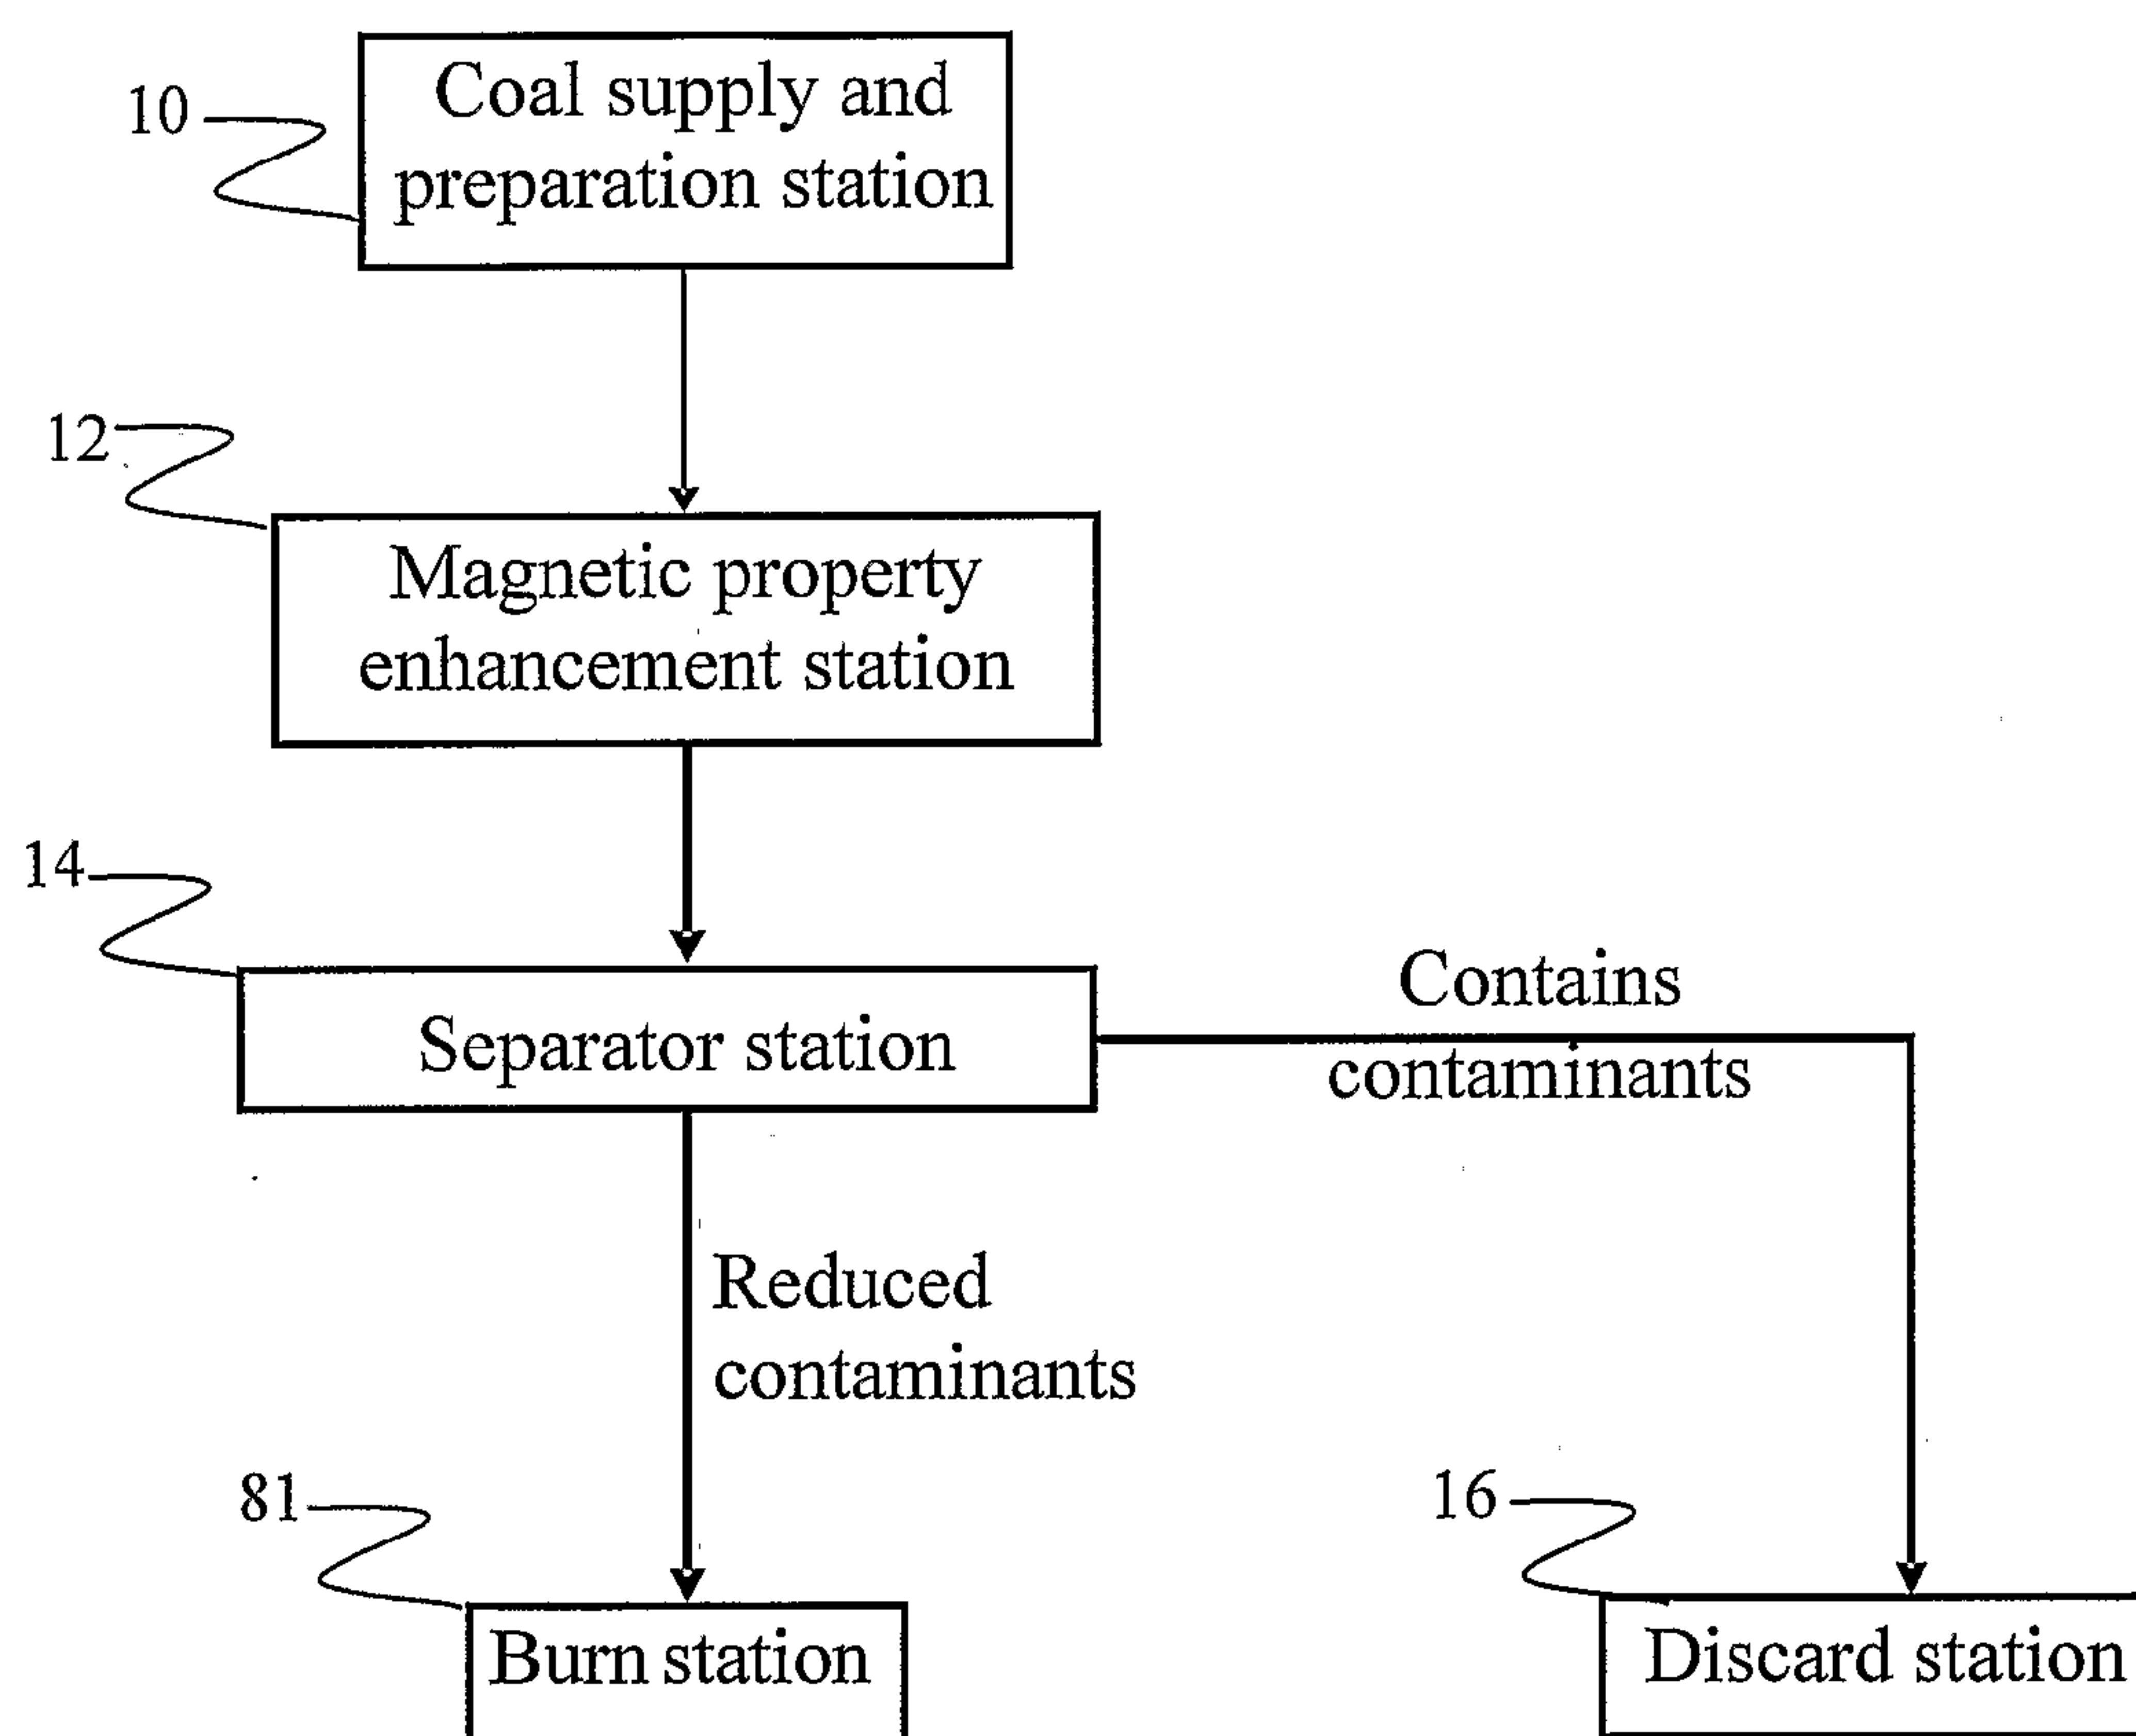 10
Coal supply and
preparation station
12
Magnetic property
enhancement station
14
Separator station
Contains
contaminants
Reduced
contaminants
81
Burn station
16
Discard station